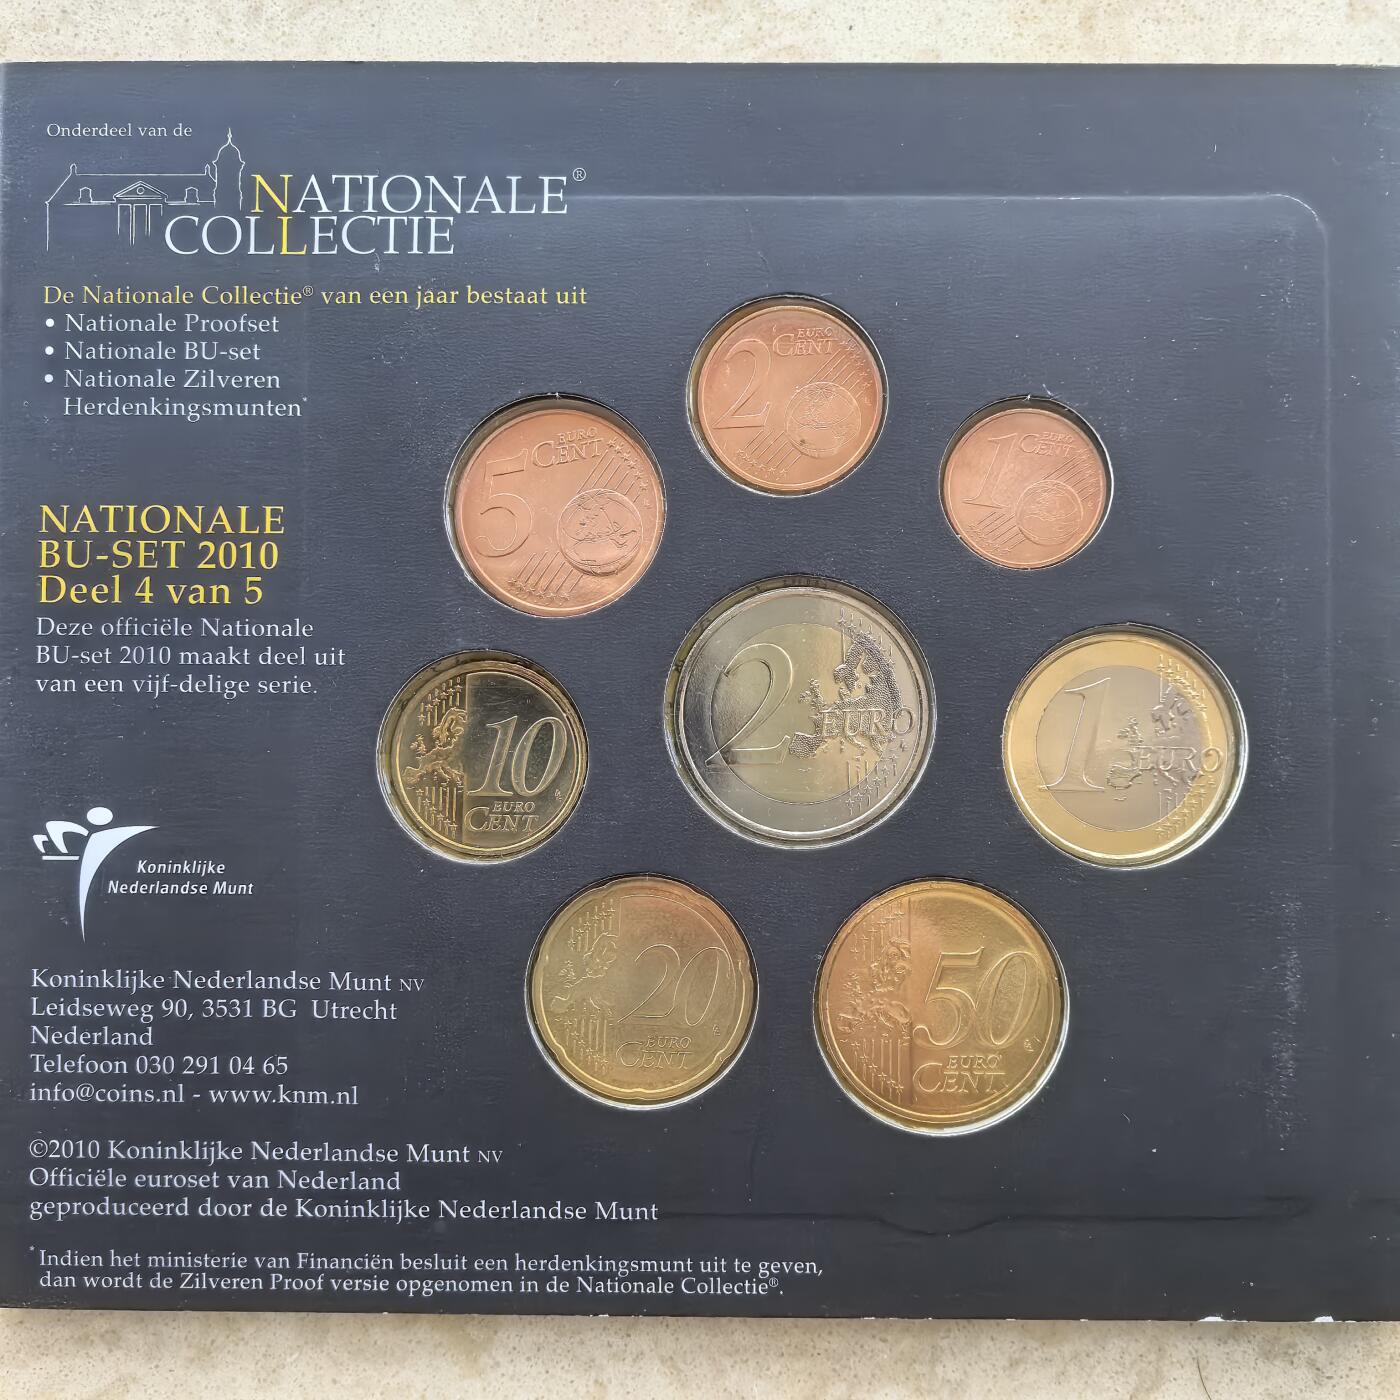 Onderdeel van de
NATIONALE®
COLLECTIE
De Nationale Collectie® van een jaar bestaat uit
• Nationale Proofset
• Nationale BU-set
• Nationale Zilveren
Herdenkingsmunten*
NATIONALE
BU-SET 2010
Deel 4 van 5
Deze officiële Nationale
BU-set 2010 maakt deel uit
van een vijf-delige serie.
Koninklijke
Nederlandse Munt
Koninklijke Nederlandse Munt NV
Leidseweg 90, 3531 BG Utrecht
Nederland
Telefoon 030 291 04 65
info@coins.nl - www.knm.nl
©2010 Koninklijke Nederlandse Munt NV
Officiële euroset van Nederland
geproduceerd door de Koninklijke Nederlandse Munt
* Indien het ministerie van Financiën besluit een herdenkingsmunt uit te geven,
dan wordt de Zilveren Proof versie opgenomen in de Nationale Collectie®.
2 EURO
CENT
5 EURO
CENT
1 EURO
CENT
10
EURO
CENT
2 EURO
1 EURO
20
EURO
CENT
50
EURO
CENT